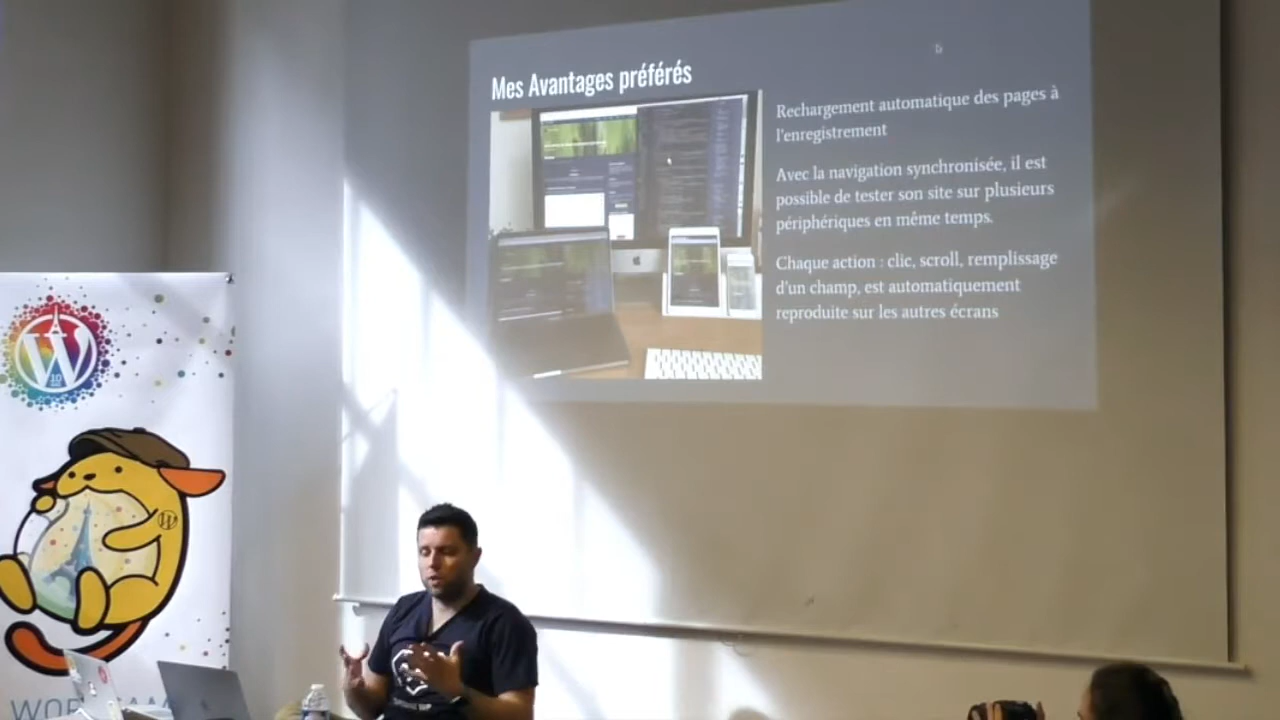 Mes Avantages préférés
Rechargement automatique des pages à
l'enregistrement
Avec la navigation synchronisée, il est
possible de tester son site sur plusieurs
périphériques en même temps.
Chaque action : clic, scroll, remplissage
d'un champ, est automatiquement
reproduite sur les autres écrans
W
10
W